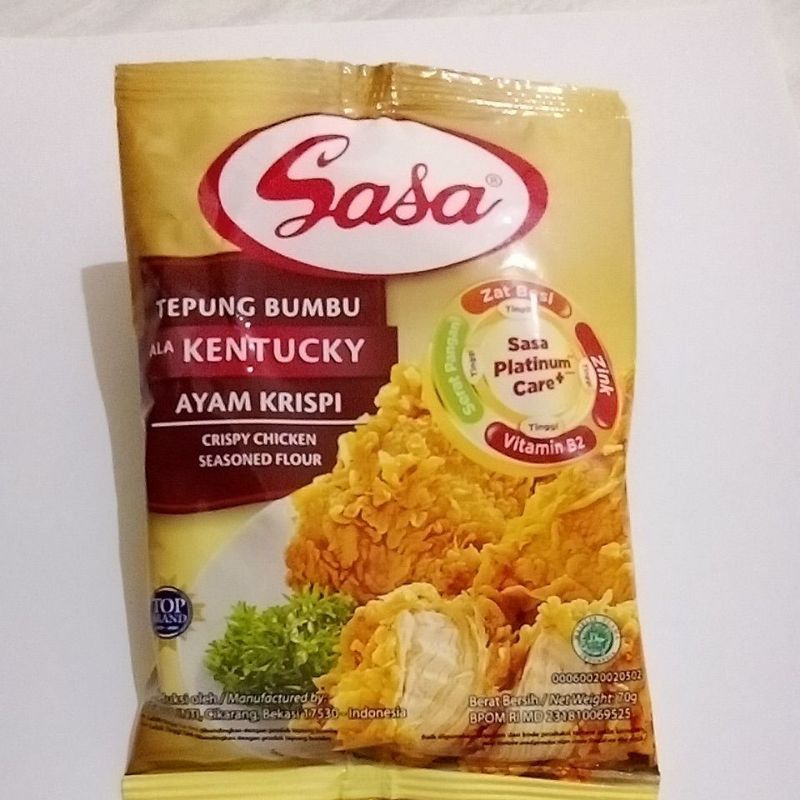 Sasa®
TEPUNG BUMBU
ALA KENTUCKY
AYAM KRISPI
CRISPY CHICKEN
SEASONED FLOUR
Zat Besi
Tinggi
Serat Pangan
Tinggi
Sasa
Platinum
Care+
Zink
Tinggi
Tinggi
Vitamin B2
TOP
BRAND
00060020020502
oleh / Manufactured by:
Cikarang, Bekasi 17530 - Indonesia
Berat Bersih / Net Weight: 70g
BPOM RI MD 231810069525